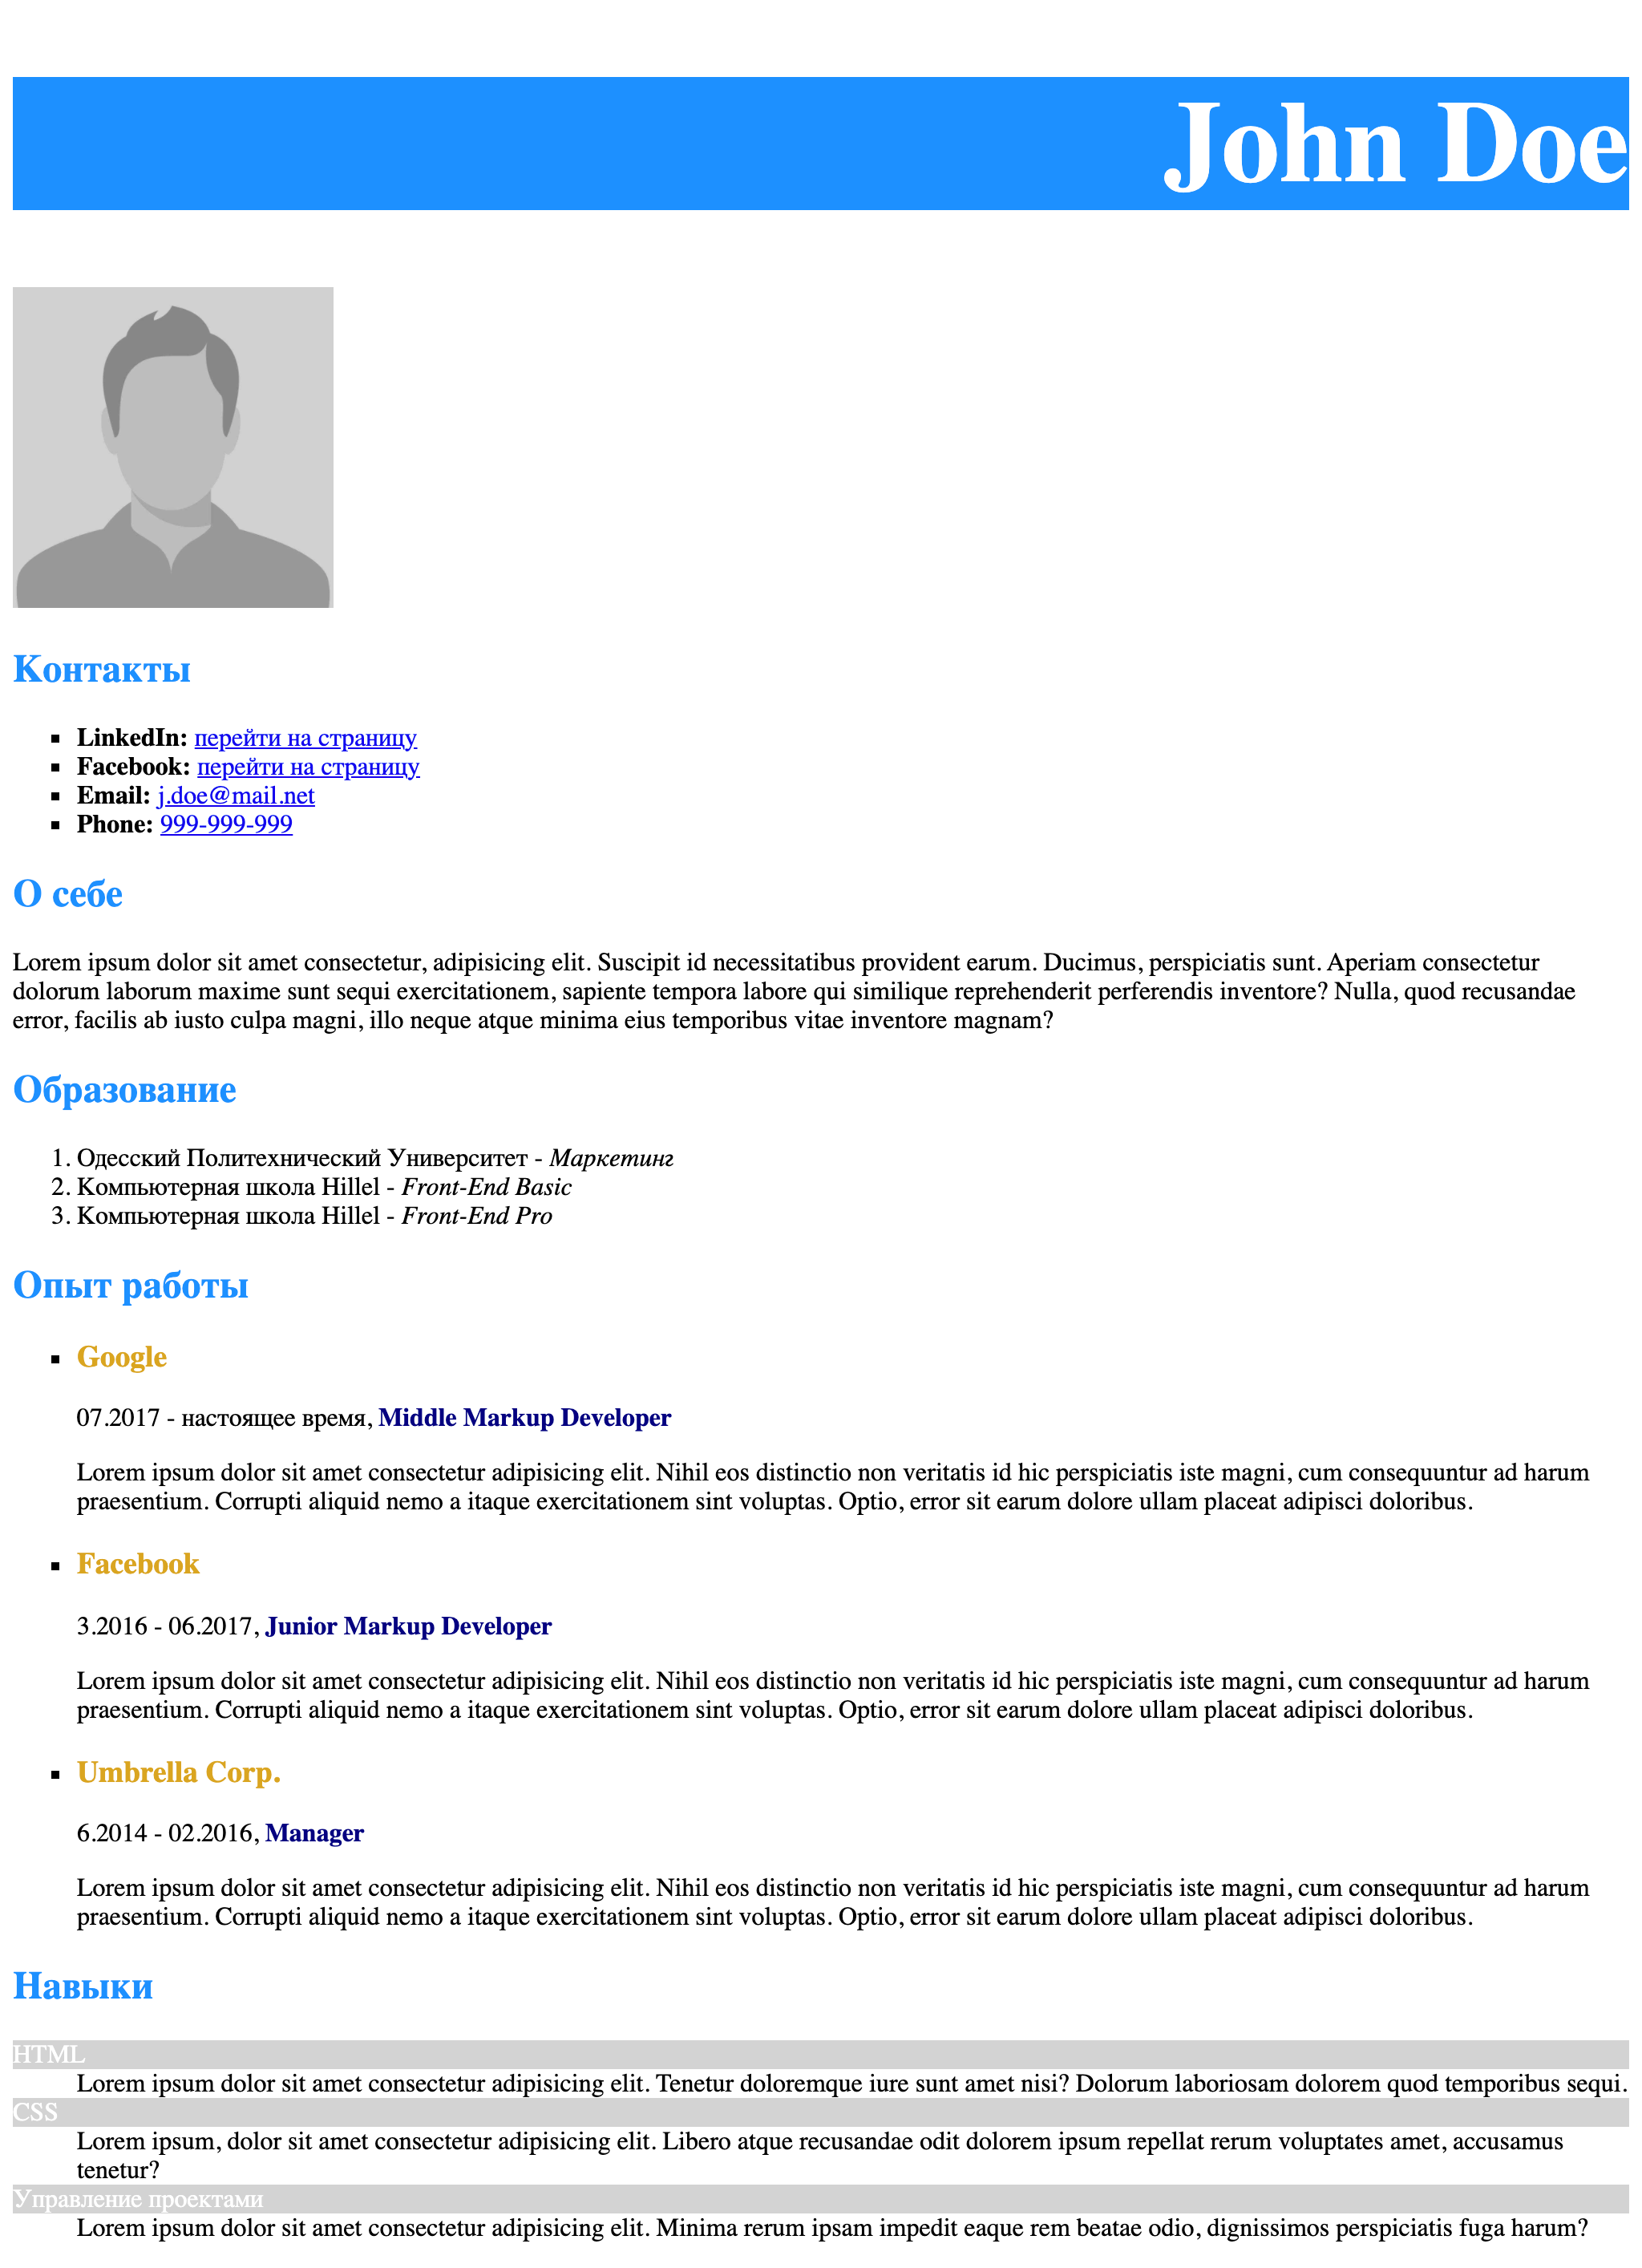 John Doe
Контакты
LinkedIn: перейти на страницу
Facebook: перейти на страницу
Email: j.doe@mail.net
Phone: 999-999-999
О себе
Lorem ipsum dolor sit amet consectetur, adipisicing elit. Suscipit id necessitatibus provident earum. Ducimus, perspiciatis sunt. Aperiam consectetur
dolorum laborum maxime sunt sequi exercitationem, sapiente tempora labore qui similique reprehenderit perferendis inventore? Nulla, quod recusandae
error, facilis ab iusto culpa magni, illo neque atque minima eius temporibus vitae inventore magnam?
Образование
1. Одесский Политехнический Университет - Маркетинг
2. Компьютерная школа Hillel - Front-End Basic
3. Компьютерная школа Hillel - Front-End Pro
Опыт работы
Google
07.2017 - настоящее время, Middle Markup Developer
Lorem ipsum dolor sit amet consectetur adipisicing elit. Nihil eos distinctio non veritatis id hic perspiciatis iste magni, cum consequuntur ad harum
praesentium. Corrupti aliquid nemo a itaque exercitationem sint voluptas. Optio, error sit earum dolore ullam placeat adipisci doloribus.
Facebook
3.2016 - 06.2017, Junior Markup Developer
Lorem ipsum dolor sit amet consectetur adipisicing elit. Nihil eos distinctio non veritatis id hic perspiciatis iste magni, cum consequuntur ad harum
praesentium. Corrupti aliquid nemo a itaque exercitationem sint voluptas. Optio, error sit earum dolore ullam placeat adipisci doloribus.
Umbrella Corp.
6.2014 - 02.2016, Manager
Lorem ipsum dolor sit amet consectetur adipisicing elit. Nihil eos distinctio non veritatis id hic perspiciatis iste magni, cum consequuntur ad harum
praesentium. Corrupti aliquid nemo a itaque exercitationem sint voluptas. Optio, error sit earum dolore ullam placeat adipisci doloribus.
Навыки
HTML
Lorem ipsum dolor sit amet consectetur adipisicing elit. Tenetur doloremque iure sunt amet nisi? Dolorum laboriosam dolorem quod temporibus sequi.
CSS
Lorem ipsum, dolor sit amet consectetur adipisicing elit. Libero atque recusandae odit dolorem ipsum repellat rerum voluptates amet, accusamus
tenetur?
Управление проектами
Lorem ipsum dolor sit amet consectetur adipisicing elit. Minima rerum ipsam impedit eaque rem beatae odio, dignissimos perspiciatis fuga harum?